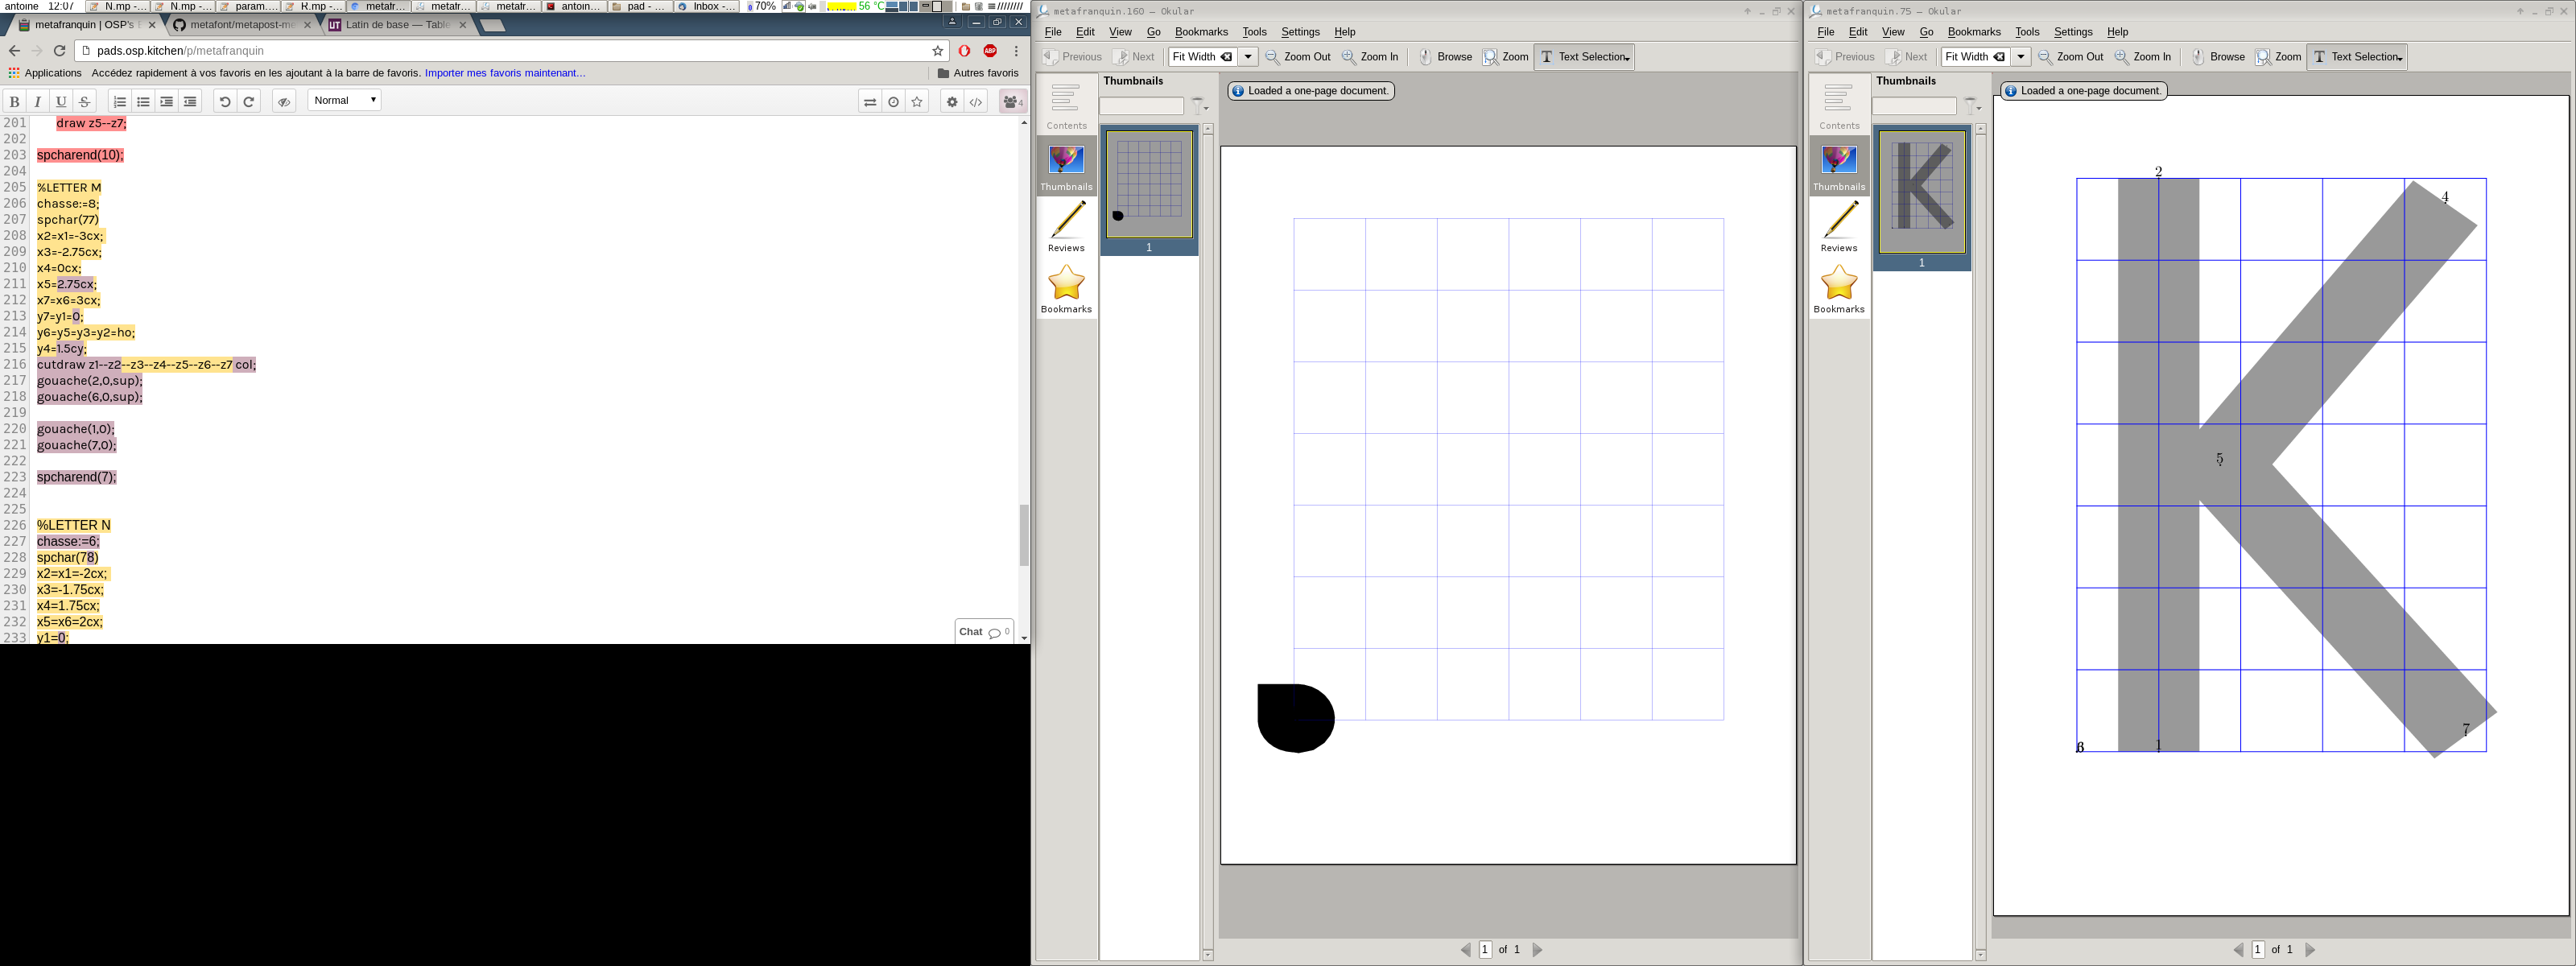 antoine 12:07 N.mp -... N.mp -... param.... R.mp -... metafr... metafr... metafr... metafr... antoin... pad - ... Inbox -... 70% 56 °C
metafranquin | OSP's metafont/metapost-me Latin de base — Table
pads.osp.kitchen/p/metafranquin
Applications Accédez rapidement à vos favoris en les ajoutant à la barre de favoris. Importer mes favoris maintenant... Autres favoris
B I U S Normal 4
201 draw z5--z7;
202
203 spcharend(10);
204
205 %LETTER M
206 chasse:=8;
207 spchar(77)
208 x2=x1=-3cx;
209 x3=-2.75cx;
210 x4=0cx;
211 x5=2.75cx;
212 x7=x6=3cx;
213 y7=y1=0;
214 y6=y5=y3=y2=ho;
215 y4=1.5cy;
216 cutdraw z1--z2--z3--z4--z5--z6--z7 col;
217 gouache(2,0,sup);
218 gouache(6,0,sup);
219
220 gouache(1,0);
221 gouache(7,0);
222
223 spcharend(7);
224
225
226 %LETTER N
227 chasse:=6;
228 spchar(78)
229 x2=x1=-2cx;
230 x3=-1.75cx;
231 x4=1.75cx;
232 x5=x6=2cx;
233 y1=0;
Chat 0
metafranquin.160 — Okular
File Edit View Go Bookmarks Tools Settings Help
Previous Next Fit Width Zoom Out Zoom In Browse Zoom Text Selection
Contents
Thumbnails
Reviews
Bookmarks
Thumbnails
1
Loaded a one-page document.
1 of 1
metafranquin.75 — Okular
File Edit View Go Bookmarks Tools Settings Help
Previous Next Fit Width Zoom Out Zoom In Browse Zoom Text Selection
Contents
Thumbnails
Reviews
Bookmarks
Thumbnails
1
Loaded a one-page document.
2
4
5
7
1
1 of 1